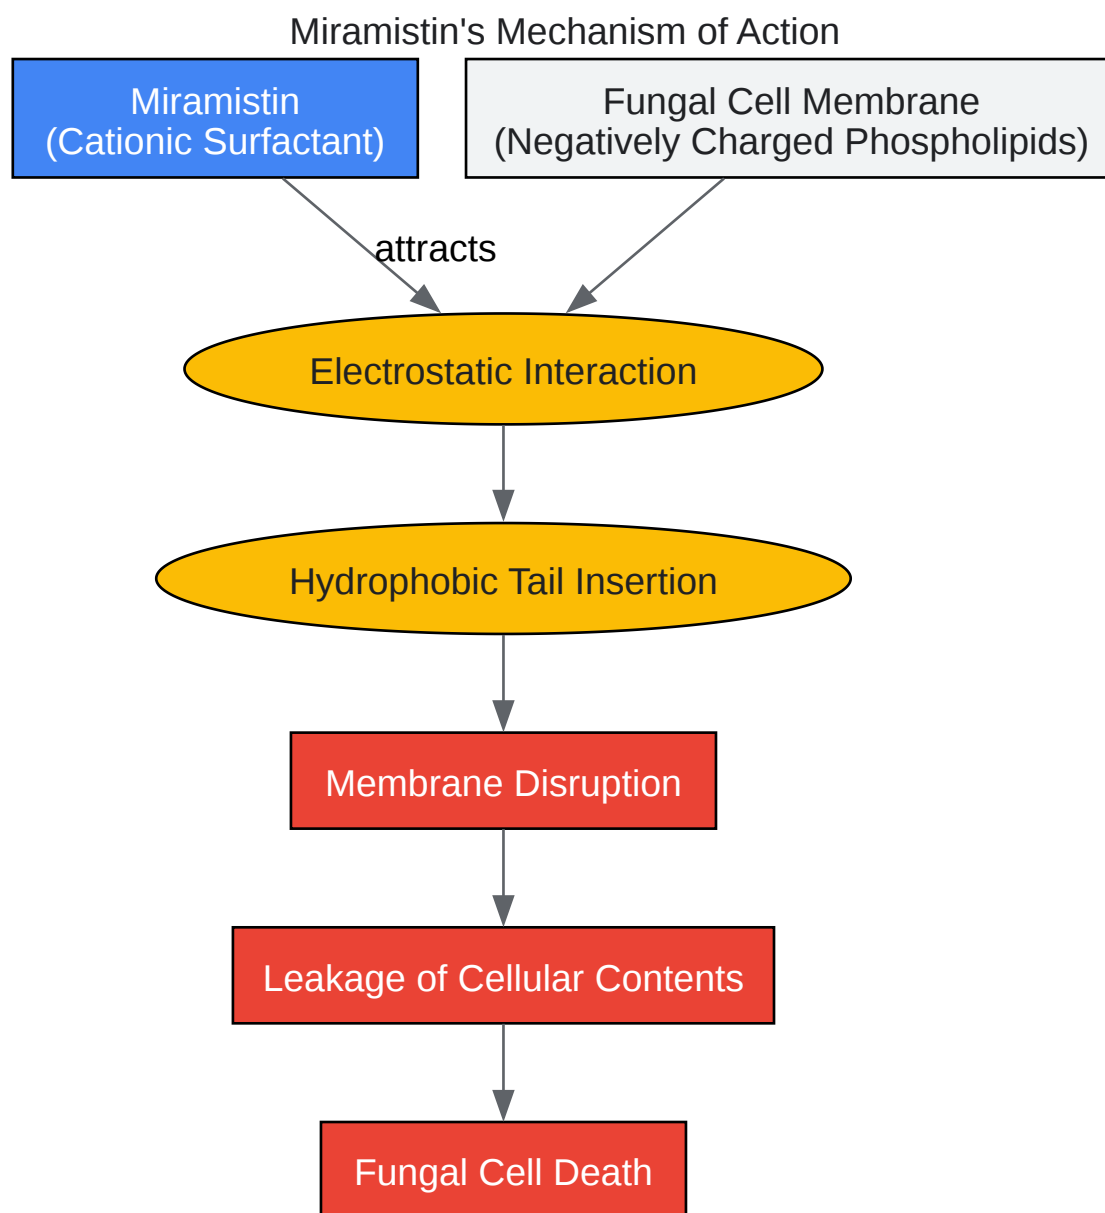 Miramistin's Mechanism of Action
Miramistin
(Cationic Surfactant)
Fungal Cell Membrane
(Negatively Charged Phospholipids)
attracts
Electrostatic Interaction
Hydrophobic Tail Insertion
Membrane Disruption
Leakage of Cellular Contents
Fungal Cell Death